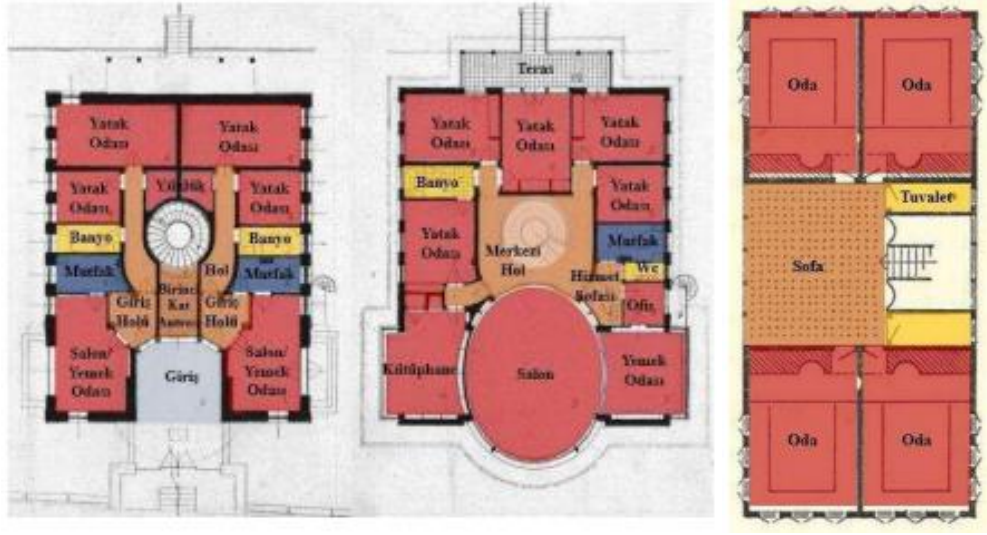 Yatak
Odası
Yatak
Odası
Yatak
Odası
Yatak
Odası
Banyo
Banyo
Mutfak
Hol
Mutfak
Giriş
Holü
Birinci
Kat
Giriş
Holü
Salon/
Yemek
Odası
Giriş
Salon/
Yemek
Odası
Teras
Yatak
Odası
Yatak
Odası
Yatak
Odası
Banyo
Yatak
Odası
Yatak
Odası
Merkezi
Hol
Mutfak
Wc
Hizmet
Sofası
Ofis
Kütüphane
Salon
Yemek
Odası
Oda
Oda
Tuvalet
Sofa
Oda
Oda